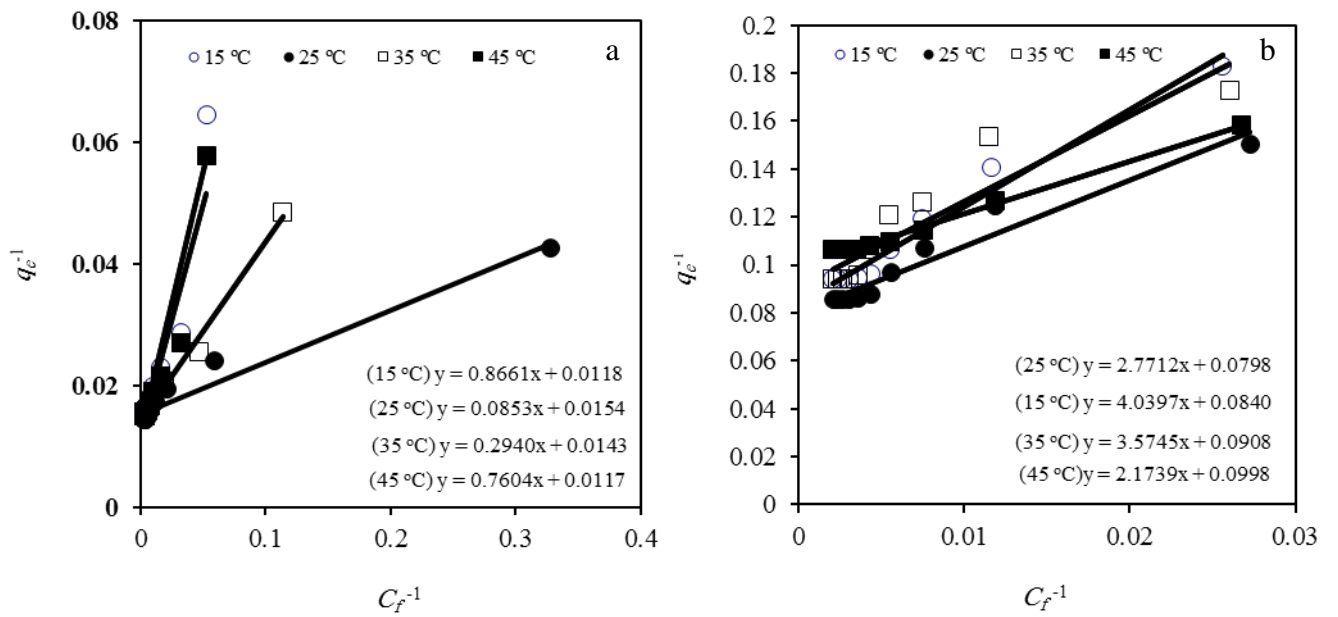 0.08
0.06
0.04
0.02
0
15 °C
25 °C
35 °C
45 °C
a
(15 °C) y = 0.8661x + 0.0118
(25 °C) y = 0.0853x + 0.0154
(35 °C) y = 0.2940x + 0.0143
(45 °C) y = 0.7604x + 0.0117
0
0.1
0.2
0.3
0.4
qe-1
Cf-1
0.2
0.18
0.16
0.14
0.12
0.1
0.08
0.06
0.04
0.02
0
15 °C
25 °C
35 °C
45 °C
b
(25 °C) y = 2.7712x + 0.0798
(15 °C) y = 4.0397x + 0.0840
(35 °C) y = 3.5745x + 0.0908
(45 °C)y = 2.1739x + 0.0998
0
0.01
0.02
0.03
qe-1
Cf-1